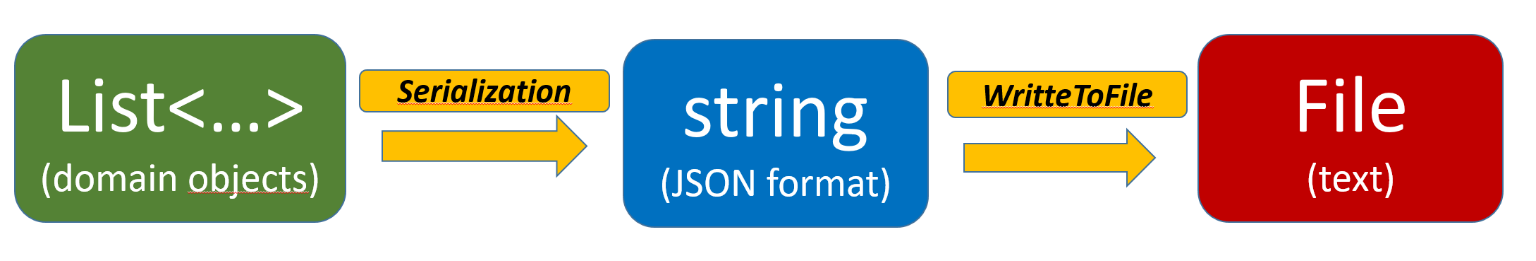 List<...>
(domain objects)
Serialization
string
(JSON format)
WritteToFile
File
(text)